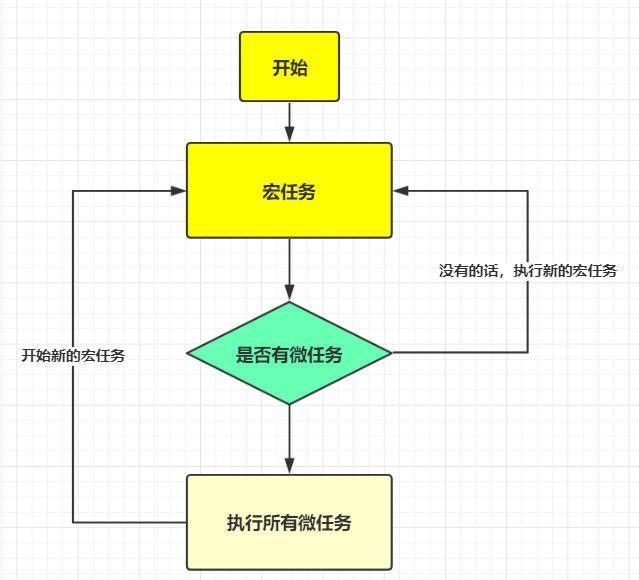 开始
宏任务
没有的话，执行新的宏任务
是否有微任务
开始新的宏任务
执行所有微任务